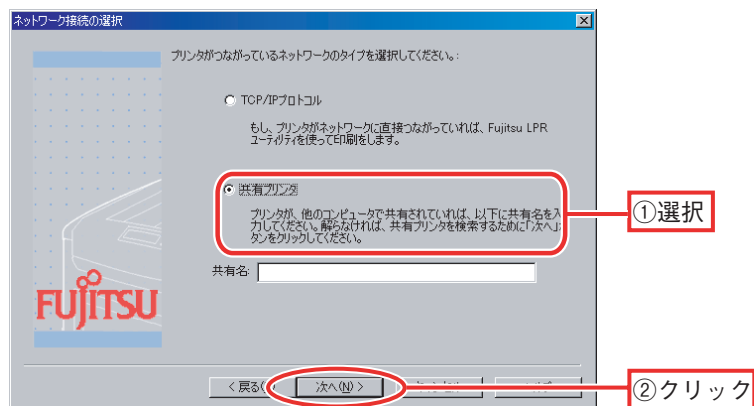 ネットワーク接続の選択
プリンタがつながっているネットワークのタイプを選択してください。:
TCP/IPプロトコル
もし、プリンタがネットワークに直接つながっていれば、Fujitsu LPR
ユーティリティを使って印刷をします。
共有プリンタ
プリンタが、他のコンピュータで共有されていれば、以下に共有名を入
力してください。解らなければ、共有プリンタを検索するために「次へ」
タンをクリックしてください。
①選択
共有名:
FUJITSU
< 戻る(
次へ(N) >
②クリック